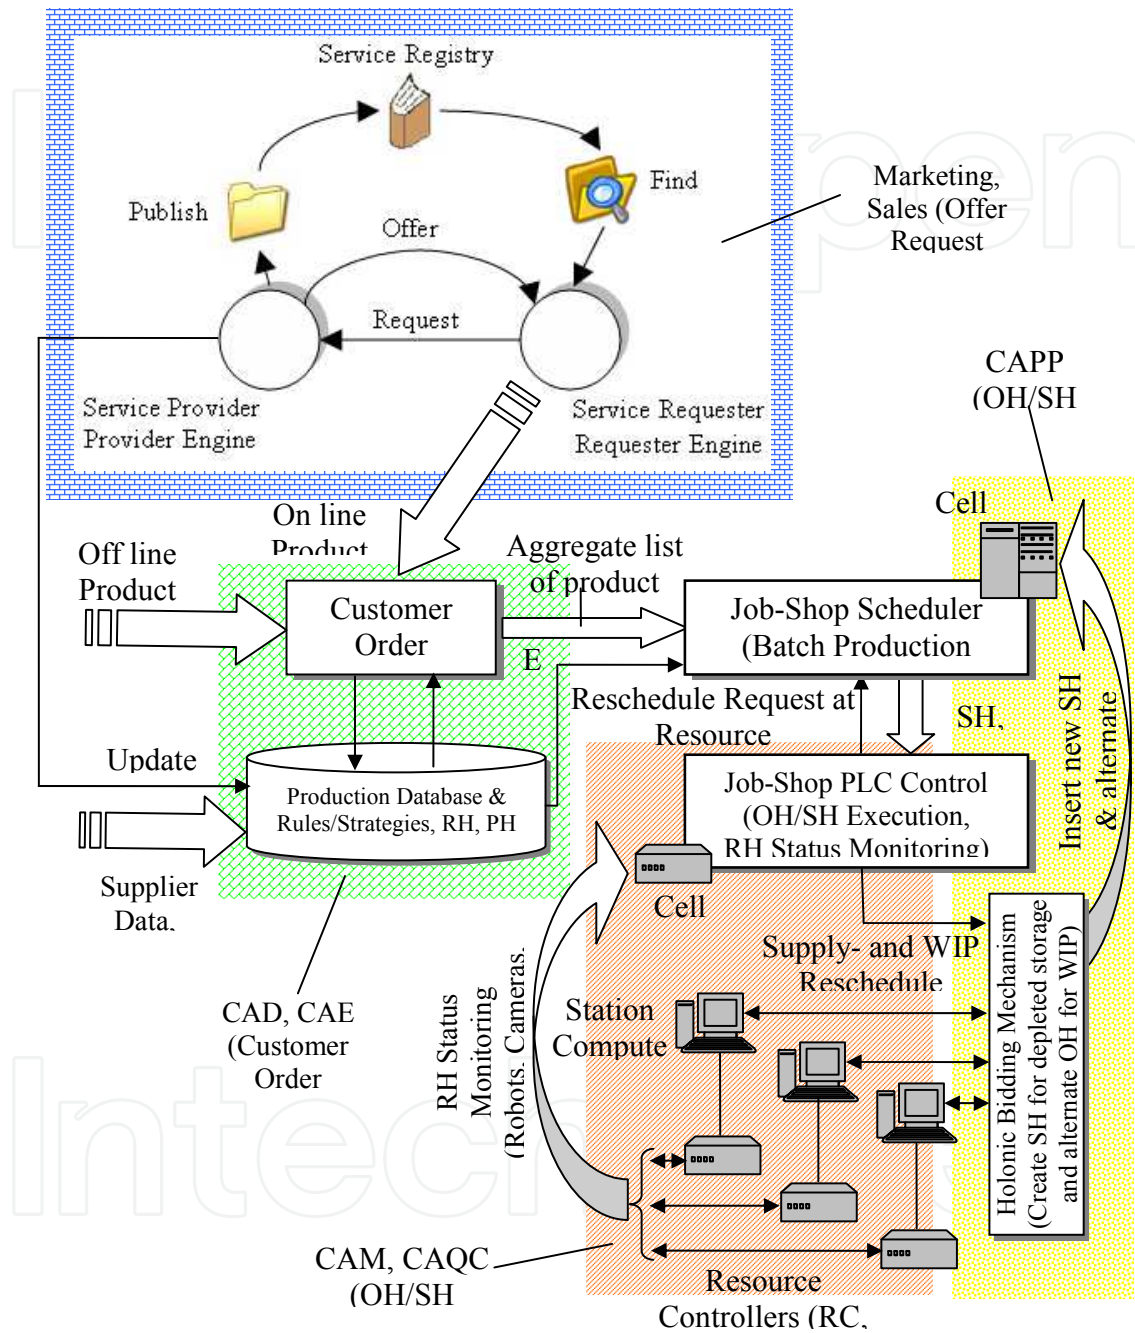 Service Registry
Publish
Find
Offer
Request
Service Provider
Provider Engine
Service Requester
Requester Engine
Marketing,
Sales (Offer
Request
CAPP
(OH/SH
Cell
On line
Product
Off line
Product
Aggregate list
of product
Customer
Order
E
Job-Shop Scheduler
(Batch Production
Reschedule Request at
Resource
SH,
Insert new SH
& alternate
Update
Production Database &
Rules/Strategies, RH, PH
Supplier
Data,
Job-Shop PLC Control
(OH/SH Execution,
RH Status Monitoring)
Cell
Supply- and WIP
Reschedule
Holonic Bidding Mechanism
(Create SH for depleted storage
and alternate OH for WIP)
CAD, CAE
(Customer
Order
RH Status
Monitoring
(Robots, Cameras,
Station
Compute
CAM, CAQC
(OH/SH
Resource
Controllers (RC,
Intech
pen